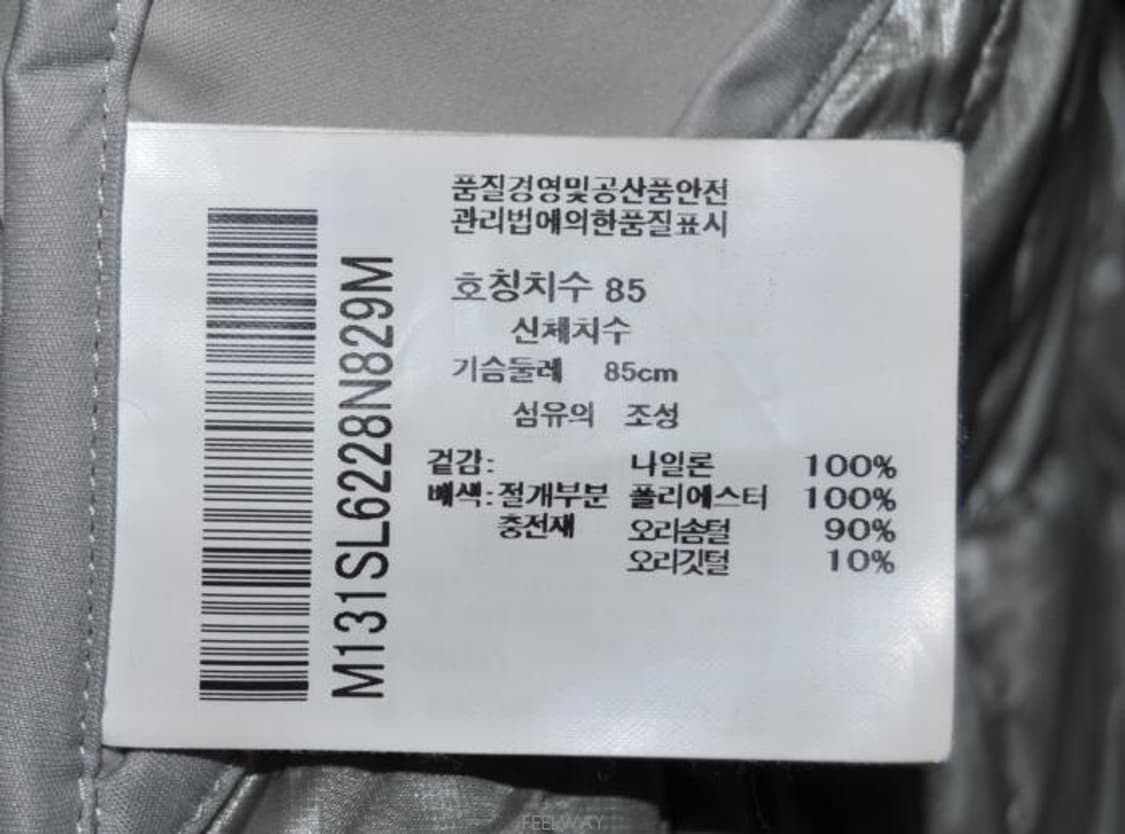 품질경영및공산품안전
관리법에의한품질표시
호칭치수 85
신체치수
가슴둘레 85cm
섬유의 조성
겉감: 나일론 100%
배색:절개부분 폴리에스터 100%
충전재 오리솜털 90%
오리깃털 10%
M131SL6228N829M
FEELWAY